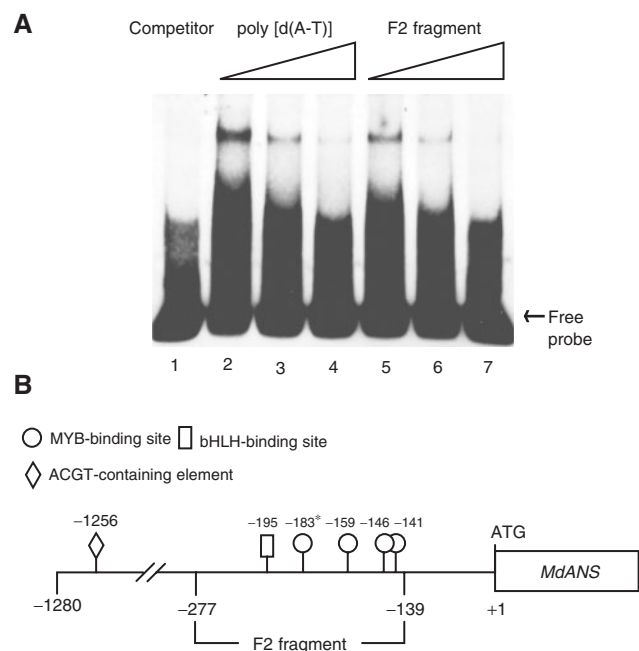 A
Competitor poly [d(A-T)] F2 fragment
Free
probe
1 2 3 4 5 6 7
B
MYB-binding site bHLH-binding site
ACGT-containing element
−1256 −195 −183* −159 −146 −141
ATG
MdANS
−1280 −277 −139 +1
F2 fragment